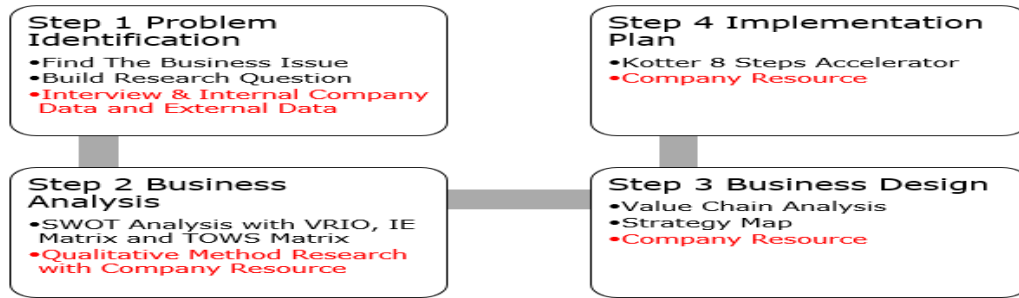 Step 1 Problem
Identification
•Find The Business Issue
•Build Research Question
•Interview & Internal Company
Data and External Data
Step 2 Business
Analysis
•SWOT Analysis with VRIO, IE
Matrix and TOWS Matrix
•Qualitative Method Research
with Company Resource
Step 3 Business Design
•Value Chain Analysis
•Strategy Map
•Company Resource
Step 4 Implementation
Plan
•Kotter 8 Steps Accelerator
•Company Resource